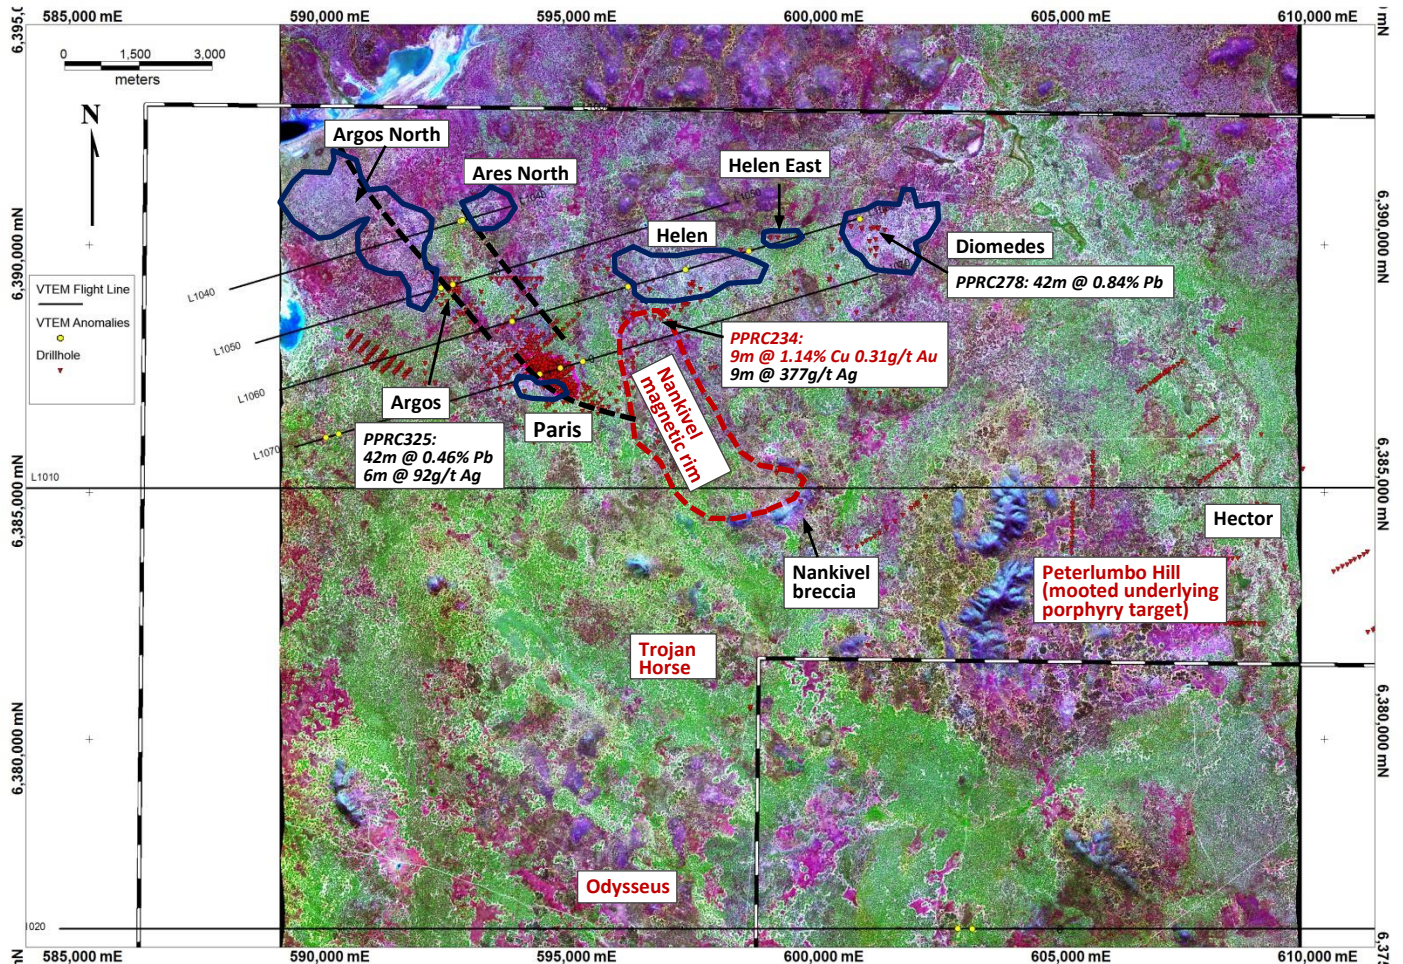 585,000 mE
590,000 mE
595,000 mE
600,000 mE
605,000 mE
610,000 mE
0 1,500 3,000
meters
N
Argos North
Ares North
Helen East
Helen
Diomedes
PPRC278: 42m @ 0.84% Pb
L1040
L1050
6,390,000 mN
6,390,000 mN
VTEM Flight Line
VTEM Anomalies
Drillhole
L1040
L1050
L1060
L1070
L1010
PPRC234:
9m @ 1.14% Cu 0.31g/t Au
9m @ 377g/t Ag
Nankivel
magnetic rim
Argos
Paris
PPRC325:
42m @ 0.46% Pb
6m @ 92g/t Ag
6,385,000 mN
6,385,000 mN
Hector
Nankivel
breccia
Peterlumbo Hill
(mooted underlying
porphyry target)
Trojan
Horse
6,380,000 mN
6,380,000 mN
Odysseus
1020
585,000 mE
590,000 mE
595,000 mE
600,000 mE
605,000 mE
610,000 mE